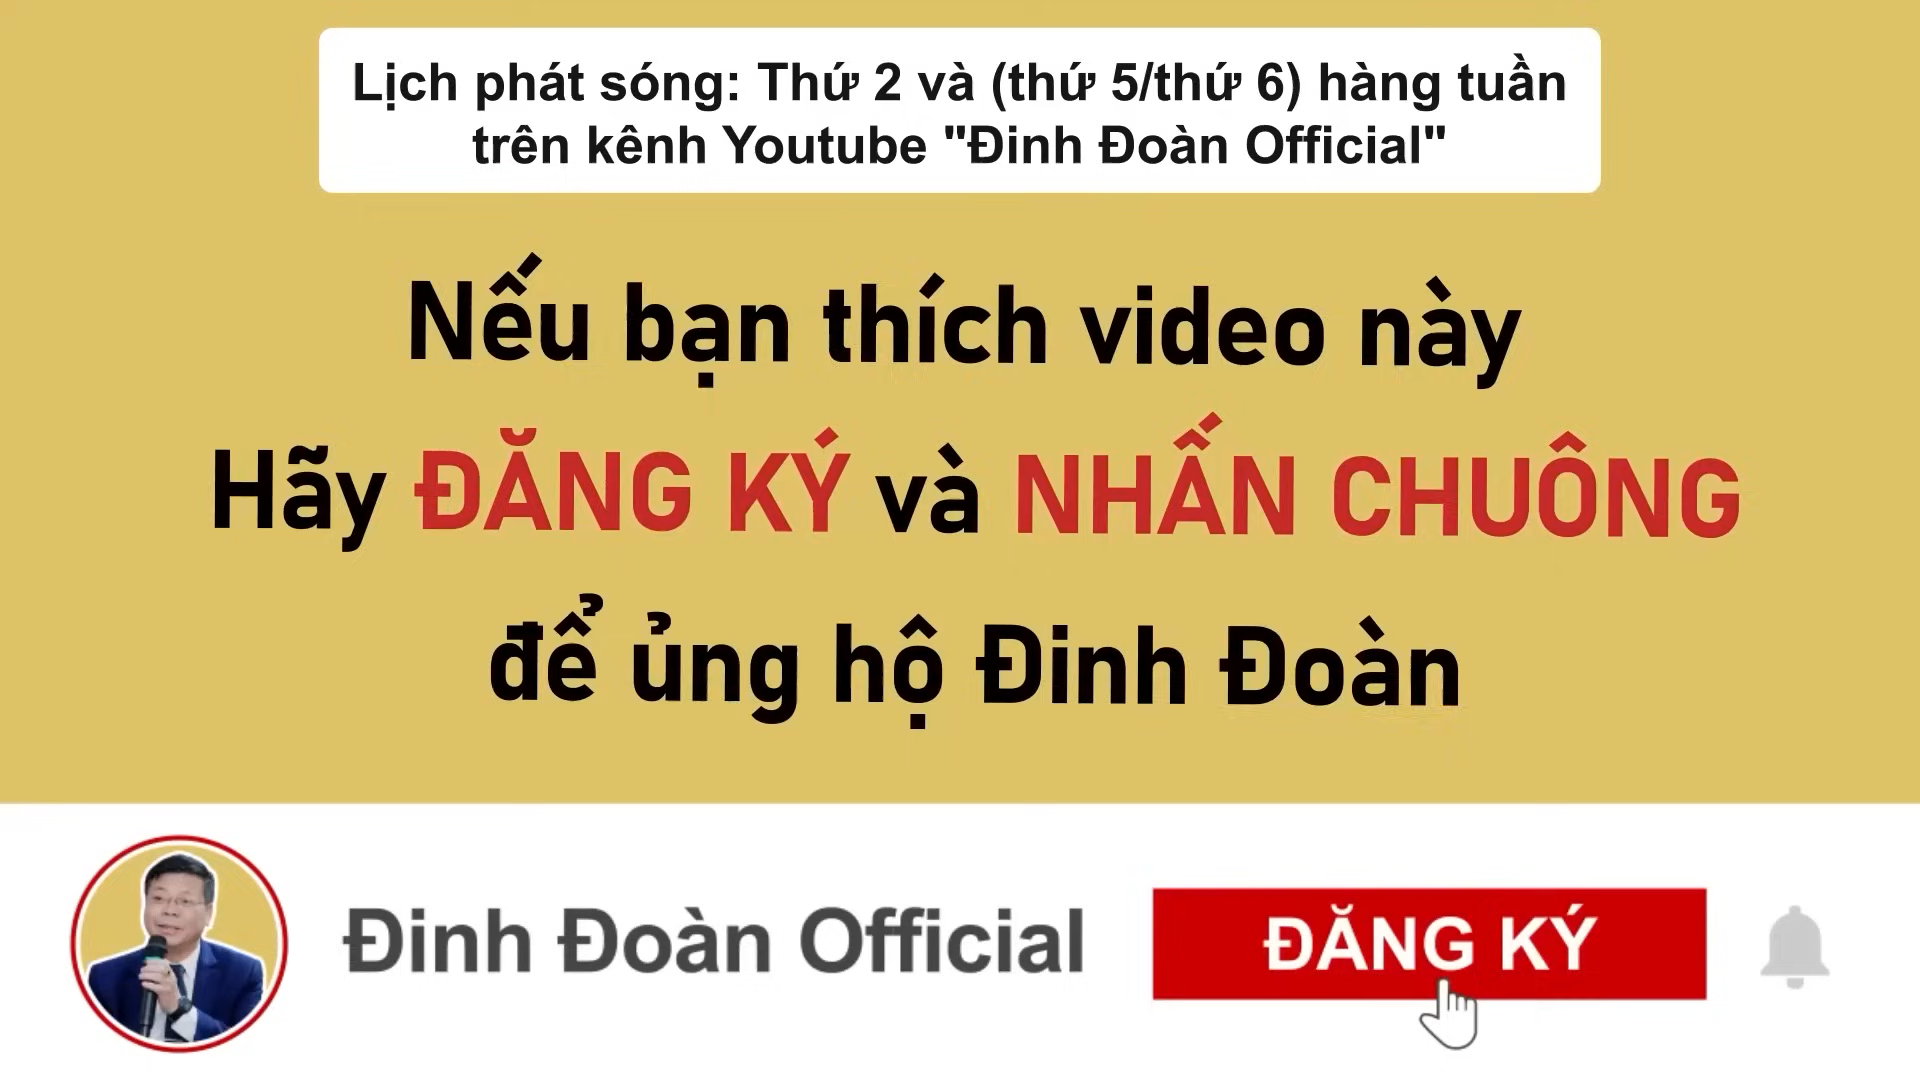 Lịch phát sóng: Thứ 2 và (thứ 5/thứ 6) hàng tuần
trên kênh Youtube "Đinh Đoàn Official"
Nếu bạn thích video này
Hãy ĐĂNG KÝ và NHẤN CHUÔNG
để ủng hộ Đinh Đoàn
Đinh Đoàn Official
ĐĂNG KÝ